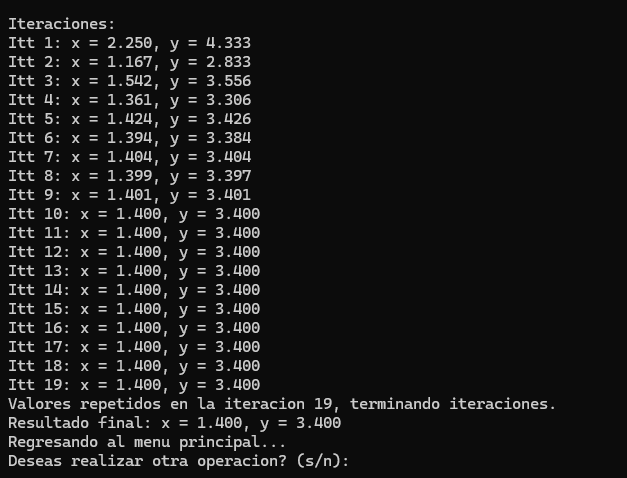 Iteraciones:
Itt 1: x = 2.250, y = 4.333
Itt 2: x = 1.167, y = 2.833
Itt 3: x = 1.542, y = 3.556
Itt 4: x = 1.361, y = 3.306
Itt 5: x = 1.424, y = 3.426
Itt 6: x = 1.394, y = 3.384
Itt 7: x = 1.404, y = 3.404
Itt 8: x = 1.399, y = 3.397
Itt 9: x = 1.401, y = 3.401
Itt 10: x = 1.400, y = 3.400
Itt 11: x = 1.400, y = 3.400
Itt 12: x = 1.400, y = 3.400
Itt 13: x = 1.400, y = 3.400
Itt 14: x = 1.400, y = 3.400
Itt 15: x = 1.400, y = 3.400
Itt 16: x = 1.400, y = 3.400
Itt 17: x = 1.400, y = 3.400
Itt 18: x = 1.400, y = 3.400
Itt 19: x = 1.400, y = 3.400
Valores repetidos en la iteracion 19, terminando iteraciones.
Resultado final: x = 1.400, y = 3.400
Regresando al menu principal...
Deseas realizar otra operacion? (s/n):